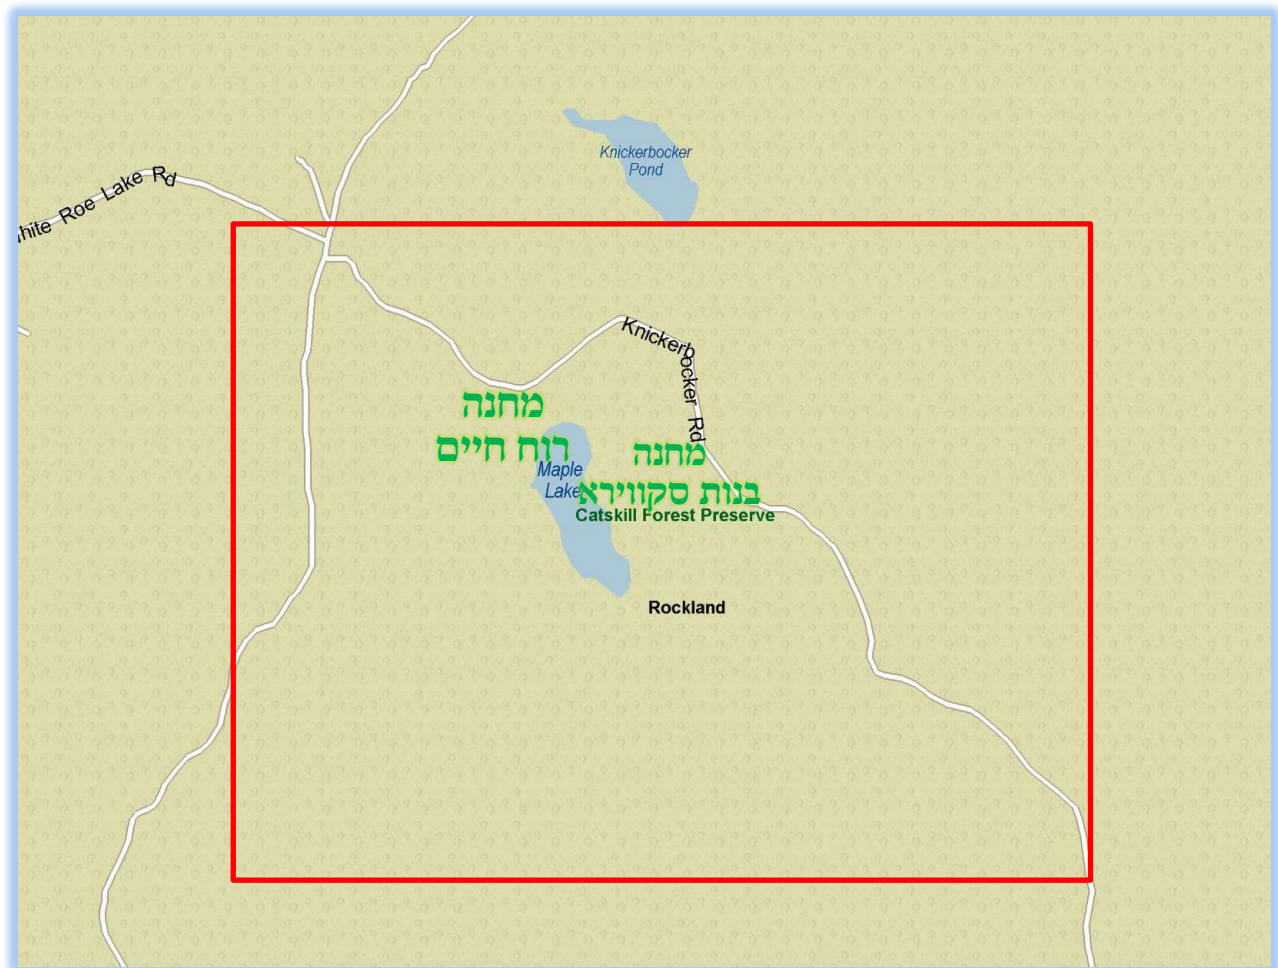 Knickerbocker
Pond
hite Roe Lake Rd
Knickerbocker Rd
מחנה
רוח חיים
מחנה
בנות סקווירא
Maple
Lake
Catskill Forest Preserve
Rockland